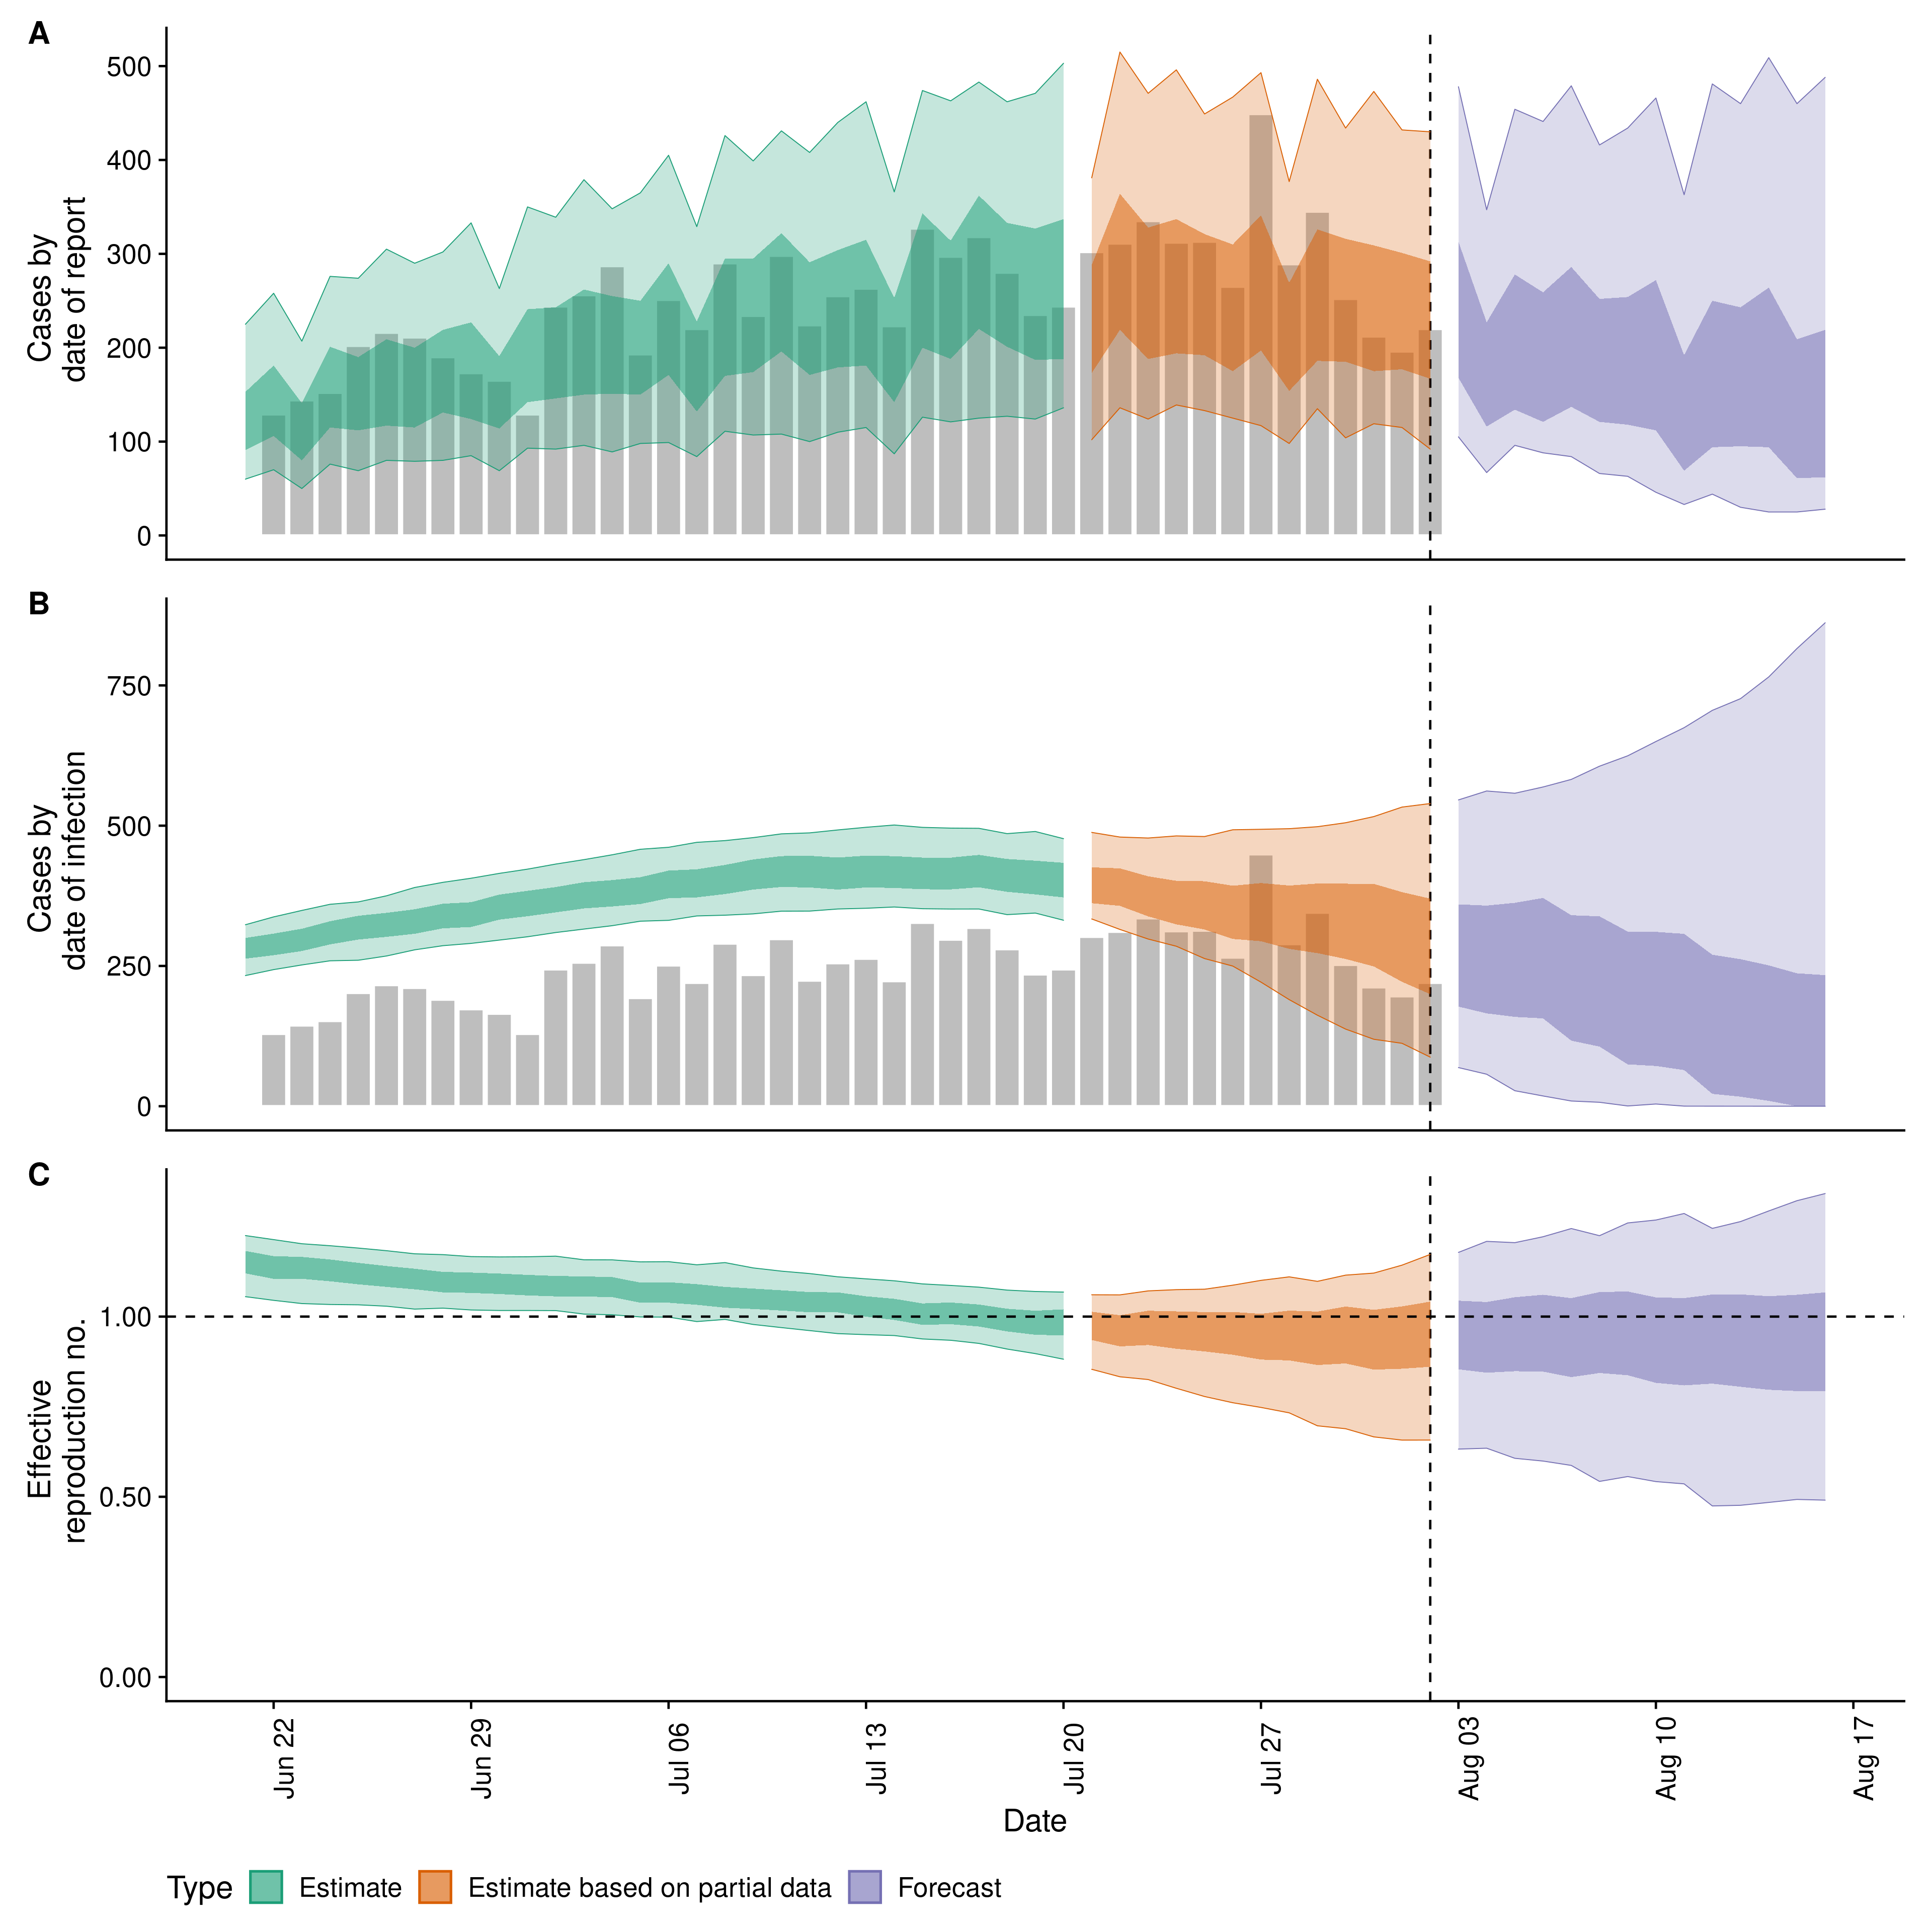 A
500
400
300
200
100
0
Cases by
date of report
B
750
500
250
0
Cases by
date of infection
C
1.00
0.50
0.00
Effective
reproduction no.
Jun 22
Jun 29
Jul 06
Jul 13
Jul 20
Jul 27
Aug 03
Aug 10
Aug 17
Date
Type
Estimate
Estimate based on partial data
Forecast